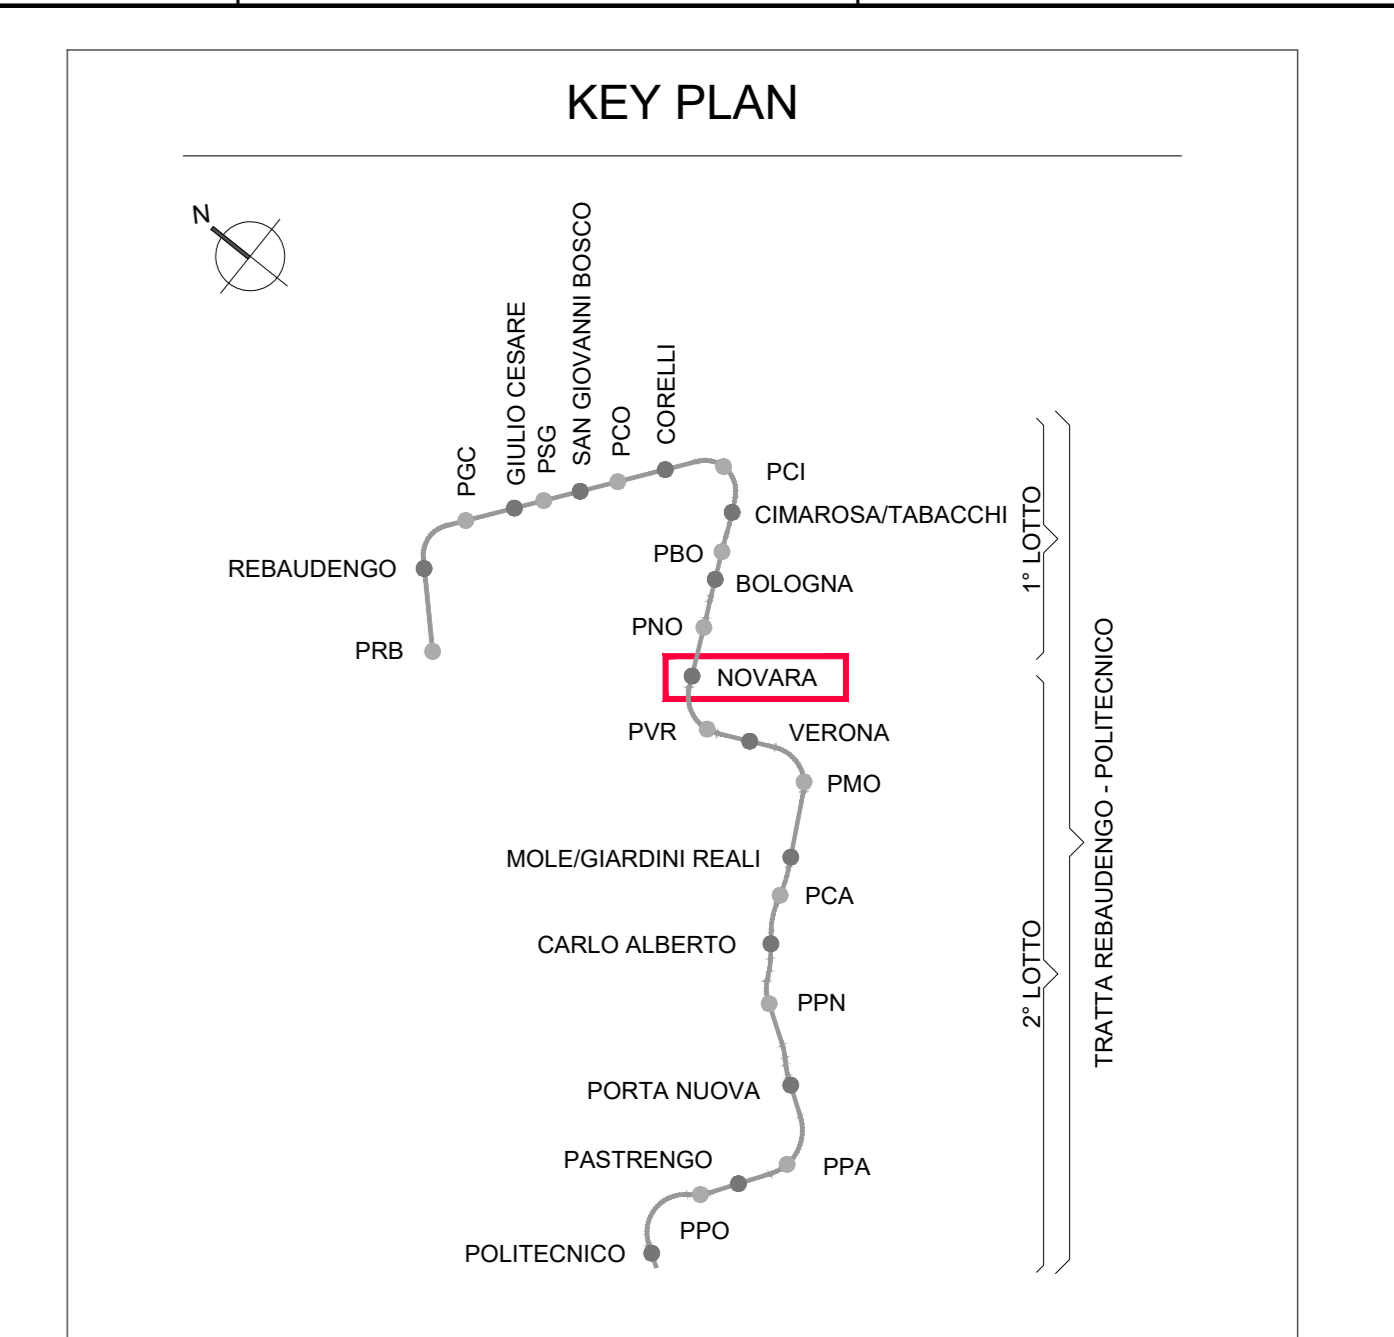 KEY PLAN
N
PGC
GIULIO CESARE
PSG
SAN GIOVANNI BOSCO
PCO
CORELLI
PCI
CIMAROSA/TABACCHI
PBO
REBAUDENGO
BOLOGNA
PNO
PRB
NOVARA
PVR
VERONA
PMO
MOLE/GIARDINI REALI
PCA
CARLO ALBERTO
PPN
PORTA NUOVA
PASTRENGO
PPA
PPO
POLITECNICO
1° LOTTO
2° LOTTO
TRATTA REBAUDENGO - POLITECNICO